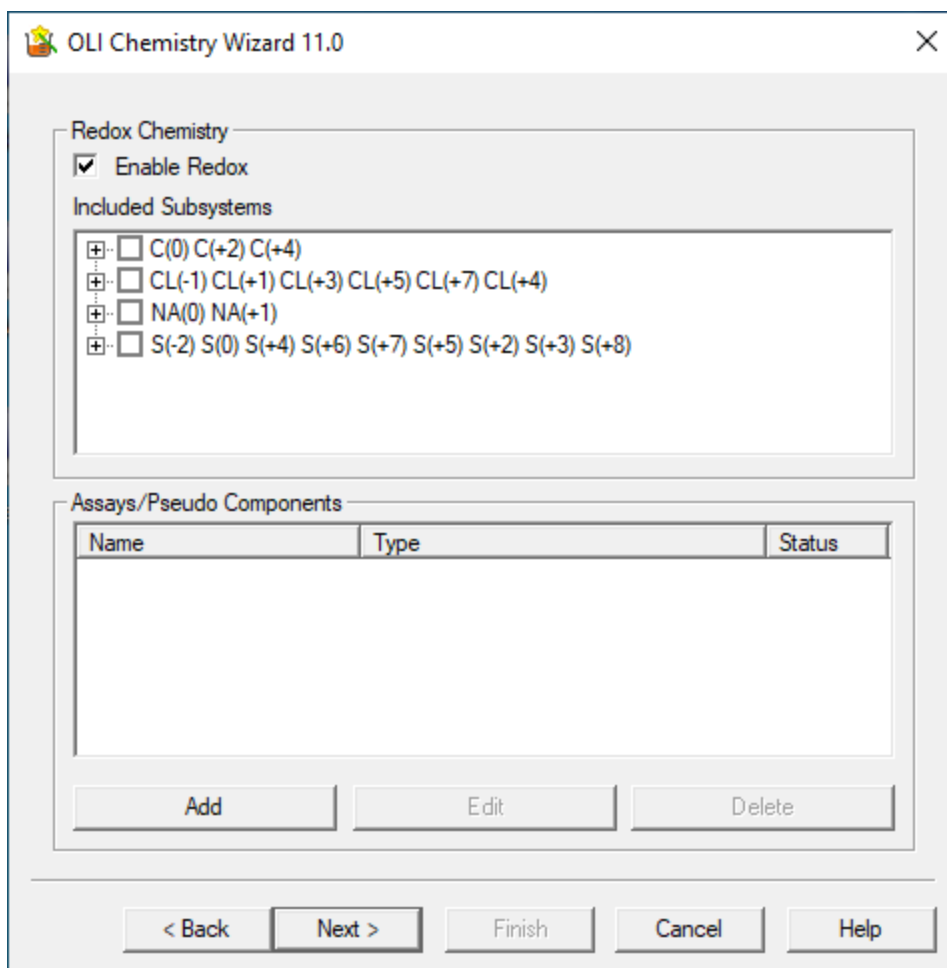 OLI Chemistry Wizard 11.0
Redox Chemistry
Enable Redox
Included Subsystems
C(0) C(+2) C(+4)
CL(-1) CL(+1) CL(+3) CL(+5) CL(+7) CL(+4)
NA(0) NA(+1)
S(-2) S(0) S(+4) S(+6) S(+7) S(+5) S(+2) S(+3) S(+8)
Assays/Pseudo Components
Name Type Status
Add Edit Delete
< Back Next > Finish Cancel Help